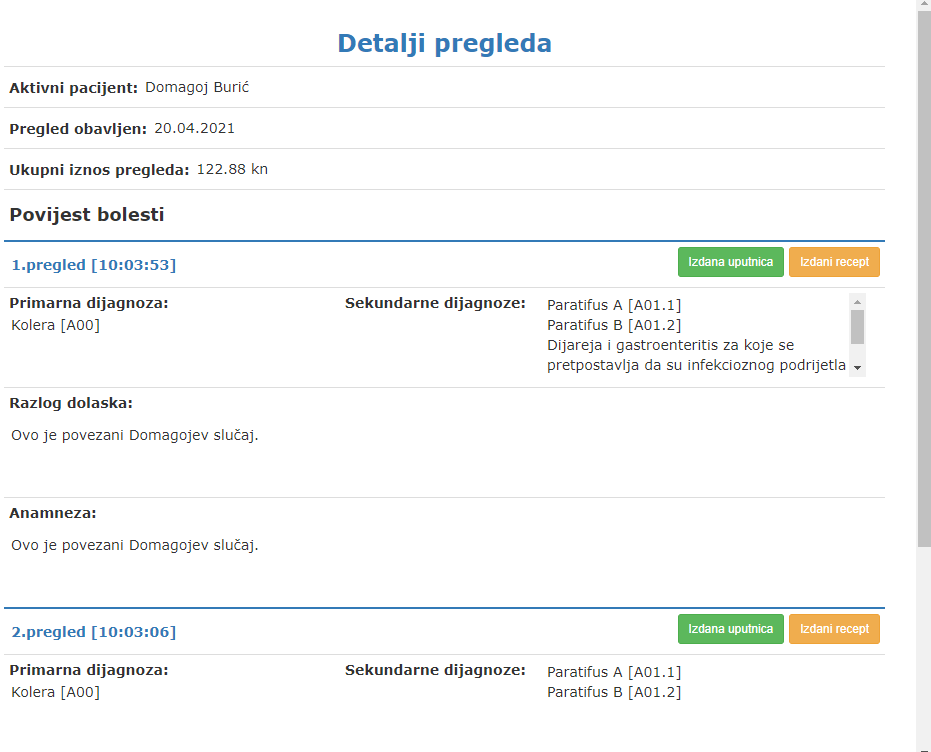 Detalji pregleda
Aktivni pacijent: Domagoj Burić
Pregled obavljen: 20.04.2021
Ukupni iznos pregleda: 122.88 kn
Povijest bolesti
1.pregled [10:03:53] Izdana uputnica Izdani recept
Primarna dijagnoza: Sekundarne dijagnoze: Paratifus A [A01.1]
Kolera [A00] Paratifus B [A01.2]
Dijareja i gastroenteritis za koje se
pretpostavlja da su infekcioznog podrijetla
Razlog dolaska:
Ovo je povezani Domagojev slučaj.
Anamneza:
Ovo je povezani Domagojev slučaj.
2.pregled [10:03:06] Izdana uputnica Izdani recept
Primarna dijagnoza: Sekundarne dijagnoze: Paratifus A [A01.1]
Kolera [A00] Paratifus B [A01.2]